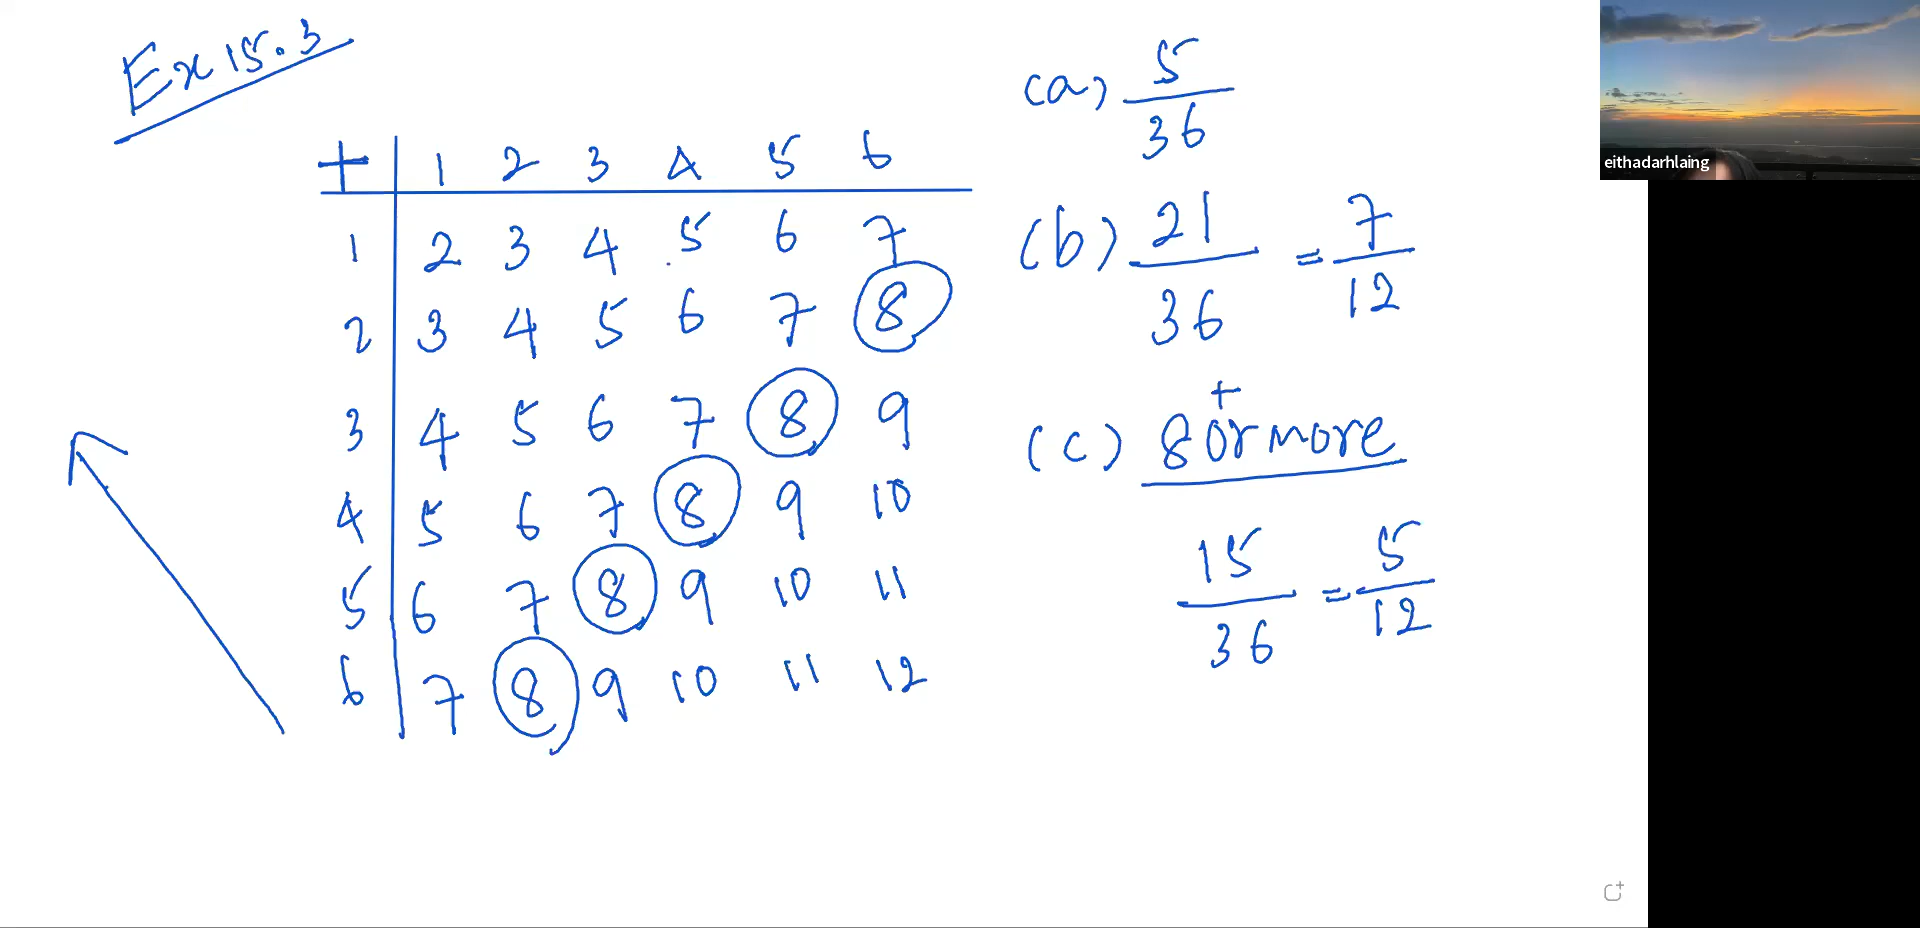 Ex 15.3
+ 1 2 3 4 5 6
1 2 3 4 5 6 7
2 3 4 5 6 7 8
3 4 5 6 7 8 9
4 5 6 7 8 9 10
5 6 7 8 9 10 11
6 7 8 9 10 11 12
(a) 5/36
(b) 21/36 = 7/12
+
(c) 8 or more
15/36 = 5/12
eithadarhlaing